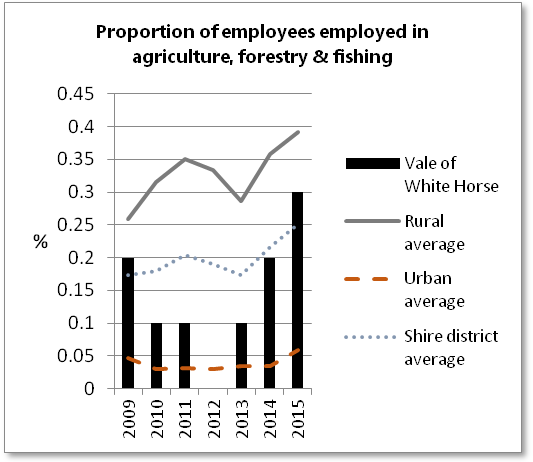 Proportion of employees employed in
agriculture, forestry & fishing
0.45
0.4
0.35
0.3
0.25
0.2
0.15
0.1
0.05
0
%
2009
2010
2011
2012
2013
2014
2015
Vale of
White Horse
Rural
average
Urban
average
Shire district
average